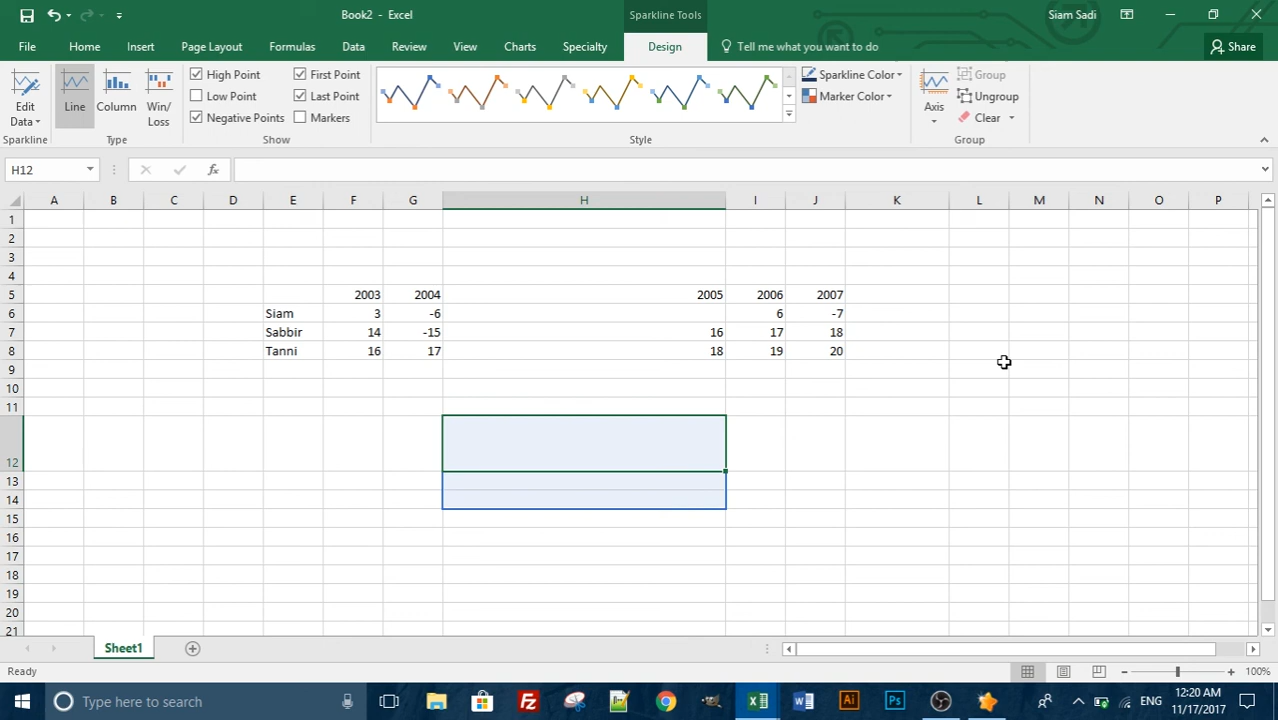 Book2 - Excel
Sparkline Tools
Siam Sadi
File
Home
Insert
Page Layout
Formulas
Data
Review
View
Charts
Specialty
Design
Tell me what you want to do
Share
Edit Data
Line
Column
Win/ Loss
High Point
First Point
Low Point
Last Point
Negative Points
Markers
Sparkline Color
Marker Color
Axis
Group
Ungroup
Clear
Sparkline
Type
Show
Style
Group
H12
fx
A B C D E F G H I J K L M N O P
1
2
3
4
5 2003 2004 2005 2006 2007
6 Siam 3 -6 6 -7
7 Sabbir 14 -15 16 17 18
8 Tanni 16 17 18 19 20
9
10
11
12
13
14
15
16
17
18
19
20
21
Sheet1
Ready
100%
Type here to search
ENG
12:20 AM
11/17/2017